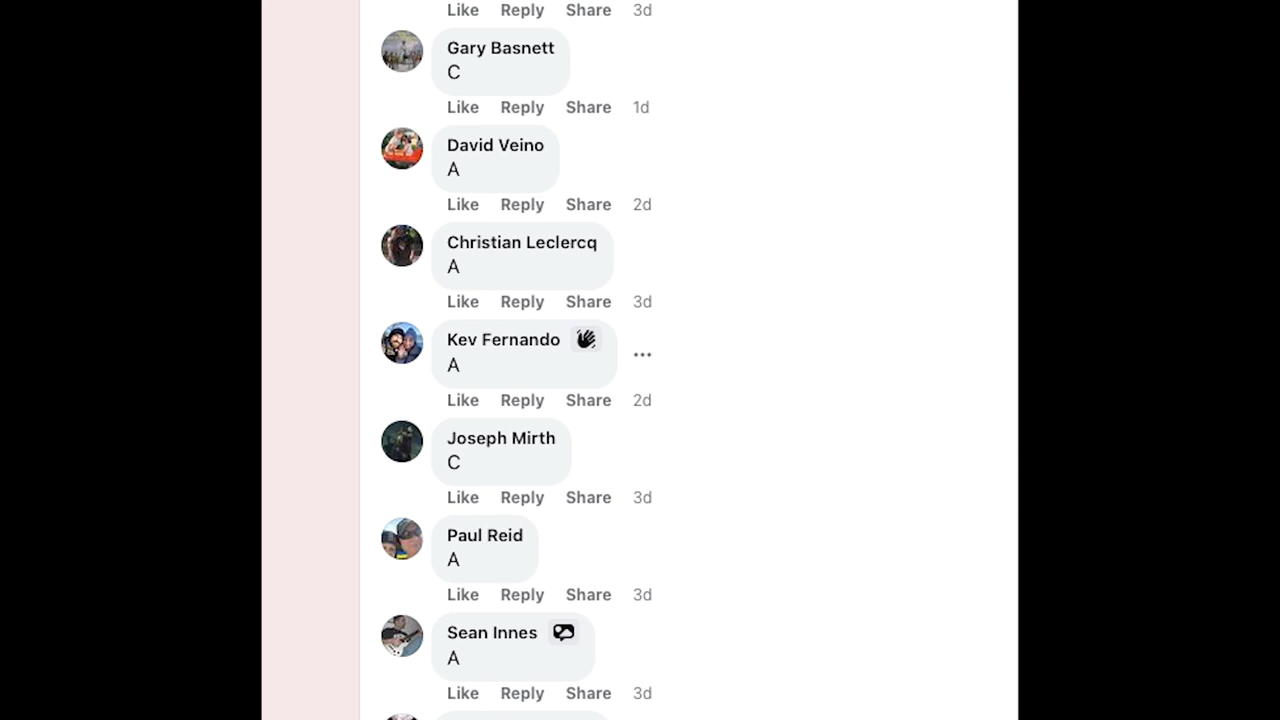 Like Reply Share 3d
Gary Basnett
C
Like Reply Share 1d
David Veino
A
Like Reply Share 2d
Christian Leclercq
A
Like Reply Share 3d
Kev Fernando
A
Like Reply Share 2d
Joseph Mirth
C
Like Reply Share 3d
Paul Reid
A
Like Reply Share 3d
Sean Innes
A
Like Reply Share 3d